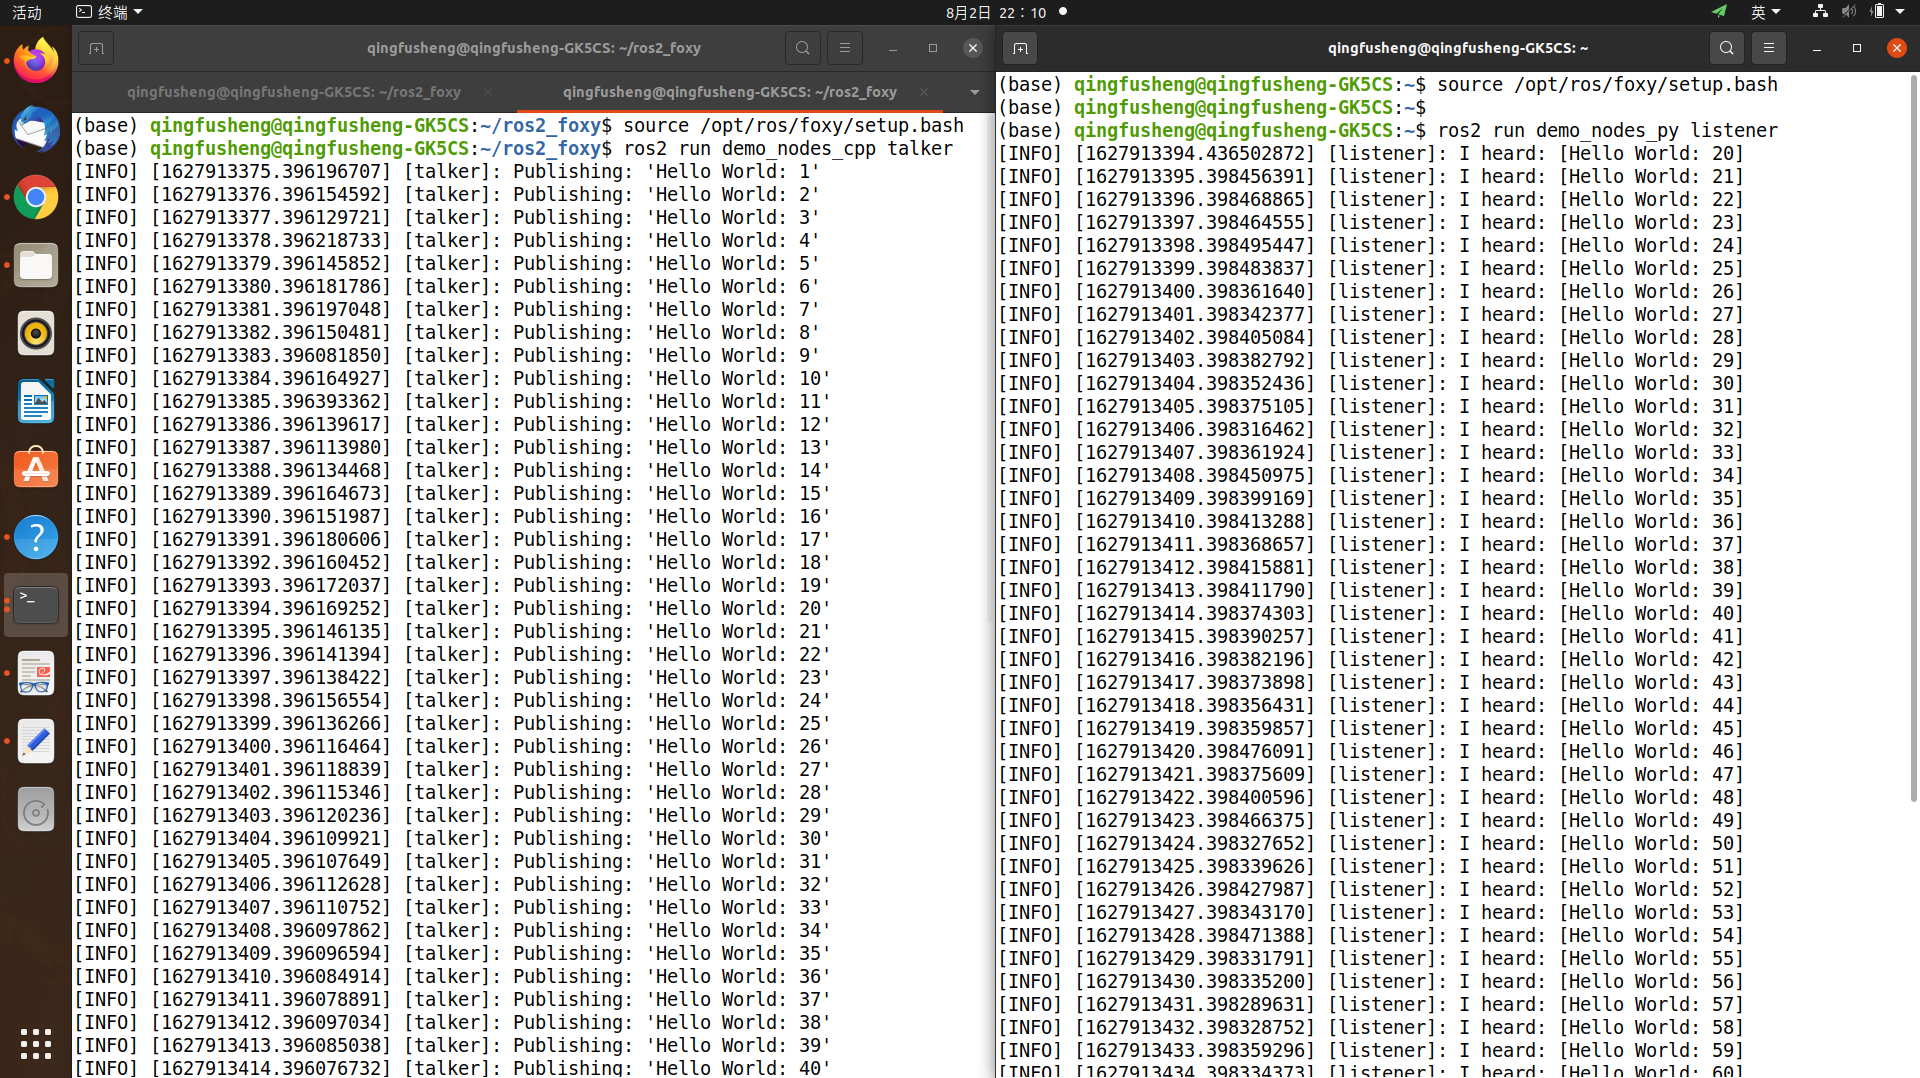 活动
终端
8月2日 22：10
英
qingfusheng@qingfusheng-GK5CS: ~/ros2_foxy
qingfusheng@qingfusheng-GK5CS: ~/ros2_foxy
qingfusheng@qingfusheng-GK5CS: ~/ros2_foxy
(base) qingfusheng@qingfusheng-GK5CS:~/ros2_foxy$ source /opt/ros/foxy/setup.bash
(base) qingfusheng@qingfusheng-GK5CS:~/ros2_foxy$ ros2 run demo_nodes_cpp talker
[INFO] [1627913375.396196707] [talker]: Publishing: 'Hello World: 1'
[INFO] [1627913376.396154592] [talker]: Publishing: 'Hello World: 2'
[INFO] [1627913377.396129721] [talker]: Publishing: 'Hello World: 3'
[INFO] [1627913378.396218733] [talker]: Publishing: 'Hello World: 4'
[INFO] [1627913379.396145852] [talker]: Publishing: 'Hello World: 5'
[INFO] [1627913380.396181786] [talker]: Publishing: 'Hello World: 6'
[INFO] [1627913381.396197048] [talker]: Publishing: 'Hello World: 7'
[INFO] [1627913382.396150481] [talker]: Publishing: 'Hello World: 8'
[INFO] [1627913383.396081850] [talker]: Publishing: 'Hello World: 9'
[INFO] [1627913384.396164927] [talker]: Publishing: 'Hello World: 10'
[INFO] [1627913385.396393362] [talker]: Publishing: 'Hello World: 11'
[INFO] [1627913386.396139617] [talker]: Publishing: 'Hello World: 12'
[INFO] [1627913387.396113980] [talker]: Publishing: 'Hello World: 13'
[INFO] [1627913388.396134468] [talker]: Publishing: 'Hello World: 14'
[INFO] [1627913389.396164673] [talker]: Publishing: 'Hello World: 15'
[INFO] [1627913390.396151987] [talker]: Publishing: 'Hello World: 16'
[INFO] [1627913391.396180606] [talker]: Publishing: 'Hello World: 17'
[INFO] [1627913392.396160452] [talker]: Publishing: 'Hello World: 18'
[INFO] [1627913393.396172037] [talker]: Publishing: 'Hello World: 19'
[INFO] [1627913394.396169252] [talker]: Publishing: 'Hello World: 20'
[INFO] [1627913395.396146135] [talker]: Publishing: 'Hello World: 21'
[INFO] [1627913396.396141394] [talker]: Publishing: 'Hello World: 22'
[INFO] [1627913397.396138422] [talker]: Publishing: 'Hello World: 23'
[INFO] [1627913398.396156554] [talker]: Publishing: 'Hello World: 24'
[INFO] [1627913399.396136266] [talker]: Publishing: 'Hello World: 25'
[INFO] [1627913400.396116464] [talker]: Publishing: 'Hello World: 26'
[INFO] [1627913401.396118839] [talker]: Publishing: 'Hello World: 27'
[INFO] [1627913402.396115346] [talker]: Publishing: 'Hello World: 28'
[INFO] [1627913403.396120236] [talker]: Publishing: 'Hello World: 29'
[INFO] [1627913404.396109921] [talker]: Publishing: 'Hello World: 30'
[INFO] [1627913405.396107649] [talker]: Publishing: 'Hello World: 31'
[INFO] [1627913406.396112628] [talker]: Publishing: 'Hello World: 32'
[INFO] [1627913407.396110752] [talker]: Publishing: 'Hello World: 33'
[INFO] [1627913408.396097862] [talker]: Publishing: 'Hello World: 34'
[INFO] [1627913409.396096594] [talker]: Publishing: 'Hello World: 35'
[INFO] [1627913410.396084914] [talker]: Publishing: 'Hello World: 36'
[INFO] [1627913411.396078891] [talker]: Publishing: 'Hello World: 37'
[INFO] [1627913412.396097034] [talker]: Publishing: 'Hello World: 38'
[INFO] [1627913413.396085038] [talker]: Publishing: 'Hello World: 39'
[INFO] [1627913414.396076732] [talker]: Publishing: 'Hello World: 40'
qingfusheng@qingfusheng-GK5CS: ~
(base) qingfusheng@qingfusheng-GK5CS:~$ source /opt/ros/foxy/setup.bash
(base) qingfusheng@qingfusheng-GK5CS:~$
(base) qingfusheng@qingfusheng-GK5CS:~$ ros2 run demo_nodes_py listener
[INFO] [1627913394.436502872] [listener]: I heard: [Hello World: 20]
[INFO] [1627913395.398456391] [listener]: I heard: [Hello World: 21]
[INFO] [1627913396.398468865] [listener]: I heard: [Hello World: 22]
[INFO] [1627913397.398464555] [listener]: I heard: [Hello World: 23]
[INFO] [1627913398.398495447] [listener]: I heard: [Hello World: 24]
[INFO] [1627913399.398483837] [listener]: I heard: [Hello World: 25]
[INFO] [1627913400.398361640] [listener]: I heard: [Hello World: 26]
[INFO] [1627913401.398342377] [listener]: I heard: [Hello World: 27]
[INFO] [1627913402.398405084] [listener]: I heard: [Hello World: 28]
[INFO] [1627913403.398382792] [listener]: I heard: [Hello World: 29]
[INFO] [1627913404.398352436] [listener]: I heard: [Hello World: 30]
[INFO] [1627913405.398375105] [listener]: I heard: [Hello World: 31]
[INFO] [1627913406.398316462] [listener]: I heard: [Hello World: 32]
[INFO] [1627913407.398361924] [listener]: I heard: [Hello World: 33]
[INFO] [1627913408.398450975] [listener]: I heard: [Hello World: 34]
[INFO] [1627913409.398399169] [listener]: I heard: [Hello World: 35]
[INFO] [1627913410.398413288] [listener]: I heard: [Hello World: 36]
[INFO] [1627913411.398368657] [listener]: I heard: [Hello World: 37]
[INFO] [1627913412.398415881] [listener]: I heard: [Hello World: 38]
[INFO] [1627913413.398411790] [listener]: I heard: [Hello World: 39]
[INFO] [1627913414.398374303] [listener]: I heard: [Hello World: 40]
[INFO] [1627913415.398390257] [listener]: I heard: [Hello World: 41]
[INFO] [1627913416.398382196] [listener]: I heard: [Hello World: 42]
[INFO] [1627913417.398373898] [listener]: I heard: [Hello World: 43]
[INFO] [1627913418.398356431] [listener]: I heard: [Hello World: 44]
[INFO] [1627913419.398359857] [listener]: I heard: [Hello World: 45]
[INFO] [1627913420.398476091] [listener]: I heard: [Hello World: 46]
[INFO] [1627913421.398375609] [listener]: I heard: [Hello World: 47]
[INFO] [1627913422.398400596] [listener]: I heard: [Hello World: 48]
[INFO] [1627913423.398466375] [listener]: I heard: [Hello World: 49]
[INFO] [1627913424.398327652] [listener]: I heard: [Hello World: 50]
[INFO] [1627913425.398339626] [listener]: I heard: [Hello World: 51]
[INFO] [1627913426.398427987] [listener]: I heard: [Hello World: 52]
[INFO] [1627913427.398343170] [listener]: I heard: [Hello World: 53]
[INFO] [1627913428.398471388] [listener]: I heard: [Hello World: 54]
[INFO] [1627913429.398331791] [listener]: I heard: [Hello World: 55]
[INFO] [1627913430.398335200] [listener]: I heard: [Hello World: 56]
[INFO] [1627913431.398289631] [listener]: I heard: [Hello World: 57]
[INFO] [1627913432.398328752] [listener]: I heard: [Hello World: 58]
[INFO] [1627913433.398359296] [listener]: I heard: [Hello World: 59]
[INFO] [1627913434.398334373] [listener]: I heard: [Hello World: 60]